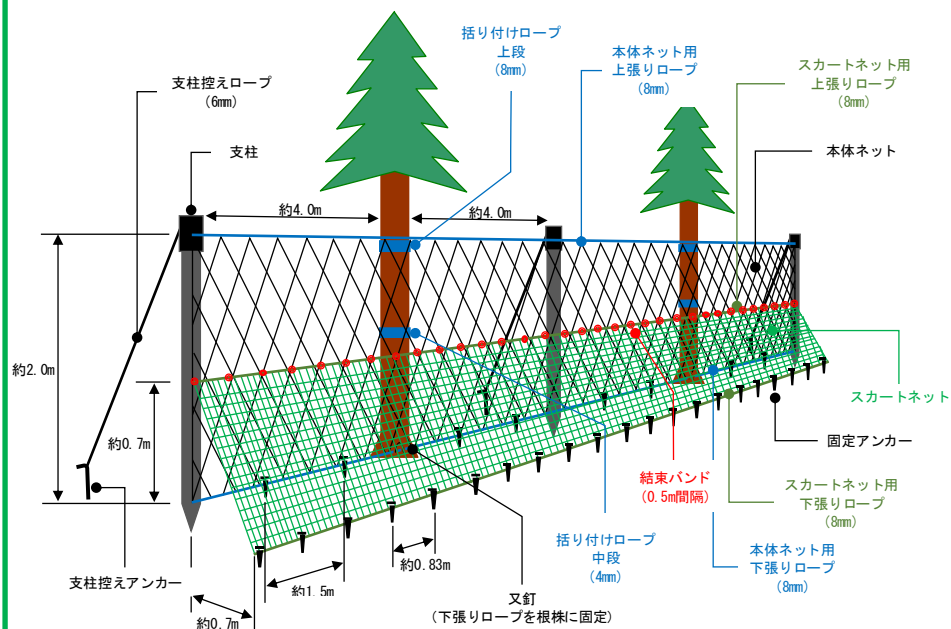 括り付けロープ
上段
(8mm)
本体ネット用
上張りロープ
(8mm)
スカートネット用
上張りロープ
(8mm)
支柱控えロープ
(6mm)
支柱
本体ネット
約4.0m
約4.0m
約2.0m
約0.7m
スカートネット
固定アンカー
結束バンド
(0.5m間隔)
スカートネット用
下張りロープ
(8mm)
括り付けロープ
中段
(4mm)
本体ネット用
下張りロープ
(8mm)
支柱控えアンカー
約0.83m
約1.5m
又釘
(下張りロープを根株に固定)
約0.7m